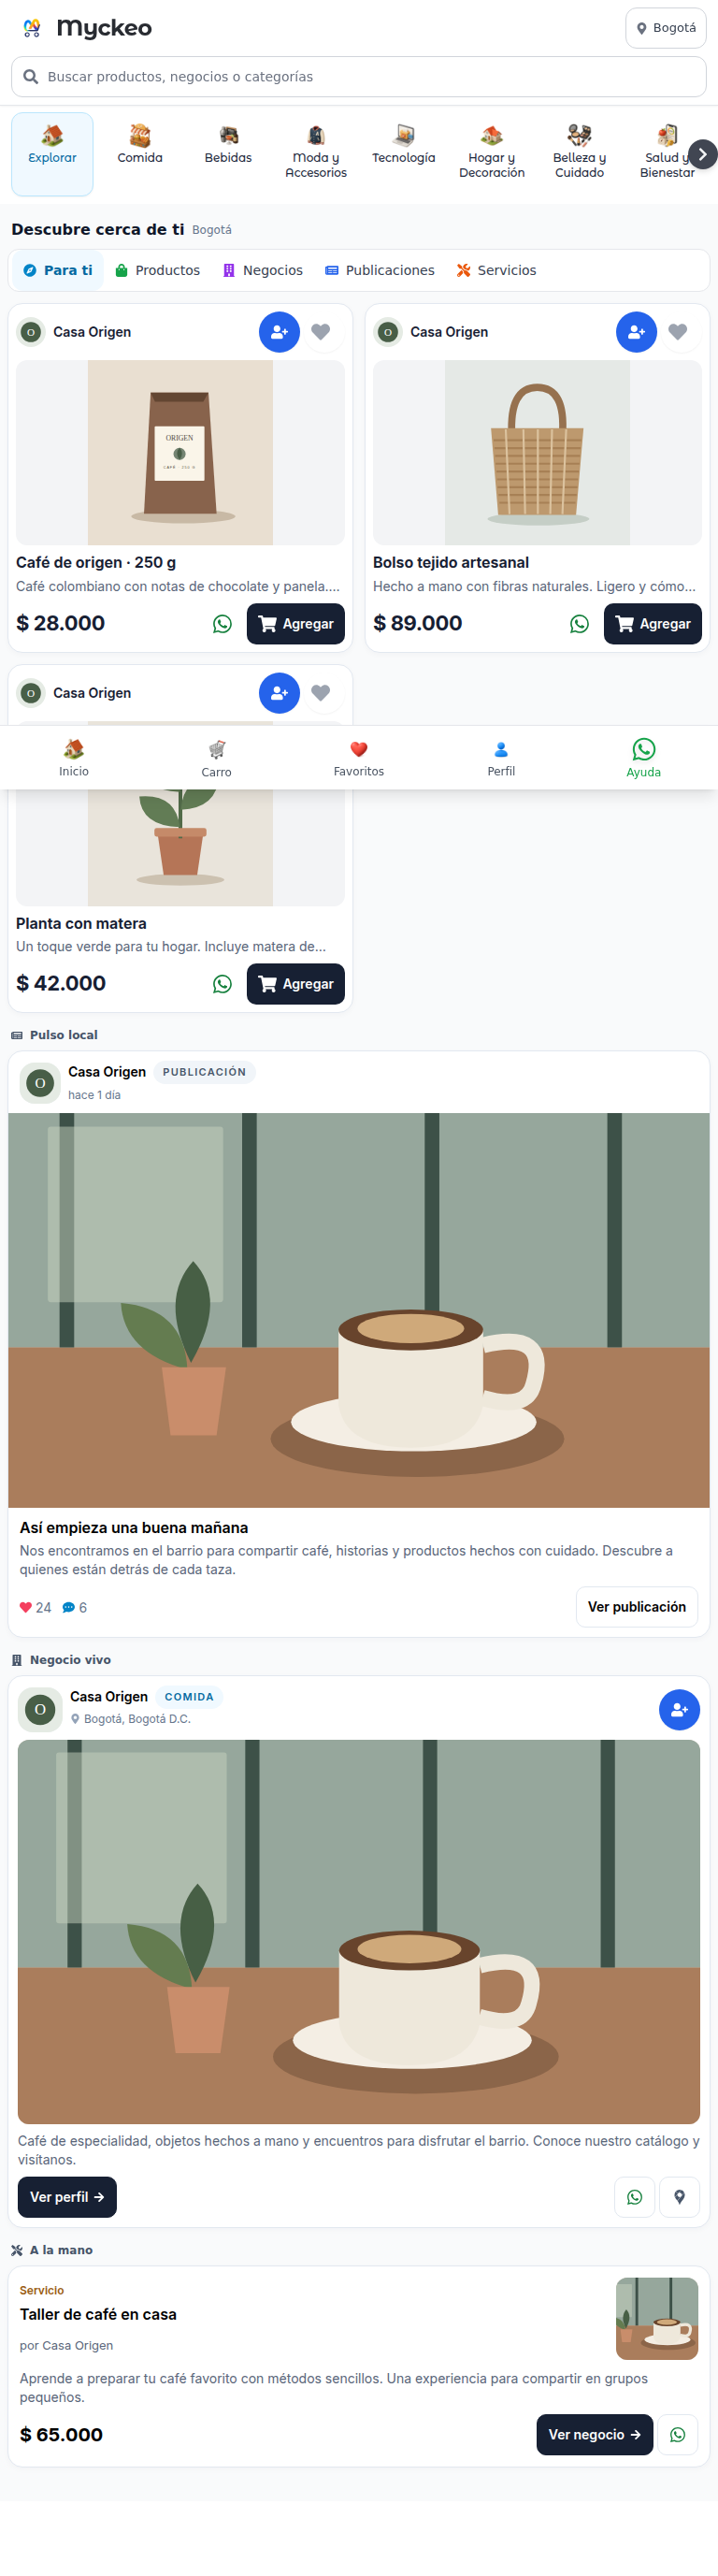 Myckeo
Bogotá
Buscar productos, negocios o categorías
Explorar
Comida
Bebidas
Moda y
Accesorios
Tecnología
Hogar y
Decoración
Belleza y
Cuidado
Salud y
Bienestar
Descubre cerca de ti Bogotá
Para ti
Productos
Negocios
Publicaciones
Servicios
O Casa Origen
ORIGEN
CAFÉ · 250 G
Café de origen · 250 g
Café colombiano con notas de chocolate y panela....
$ 28.000
Agregar
O Casa Origen
Bolso tejido artesanal
Hecho a mano con fibras naturales. Ligero y cómo...
$ 89.000
Agregar
O Casa Origen
Inicio
Carro
Favoritos
Perfil
Ayuda
Planta con matera
Un toque verde para tu hogar. Incluye matera de...
$ 42.000
Agregar
Pulso local
O Casa Origen PUBLICACIÓN
hace 1 día
Así empieza una buena mañana
Nos encontramos en el barrio para compartir café, historias y productos hechos con cuidado. Descubre a
quienes están detrás de cada taza.
24 6
Ver publicación
Negocio vivo
O Casa Origen COMIDA
Bogotá, Bogotá D.C.
Café de especialidad, objetos hechos a mano y encuentros para disfrutar el barrio. Conoce nuestro catálogo y
visítanos.
Ver perfil →
A la mano
Servicio
Taller de café en casa
por Casa Origen
Aprende a preparar tu café favorito con métodos sencillos. Una experiencia para compartir en grupos
pequeños.
$ 65.000
Ver negocio →